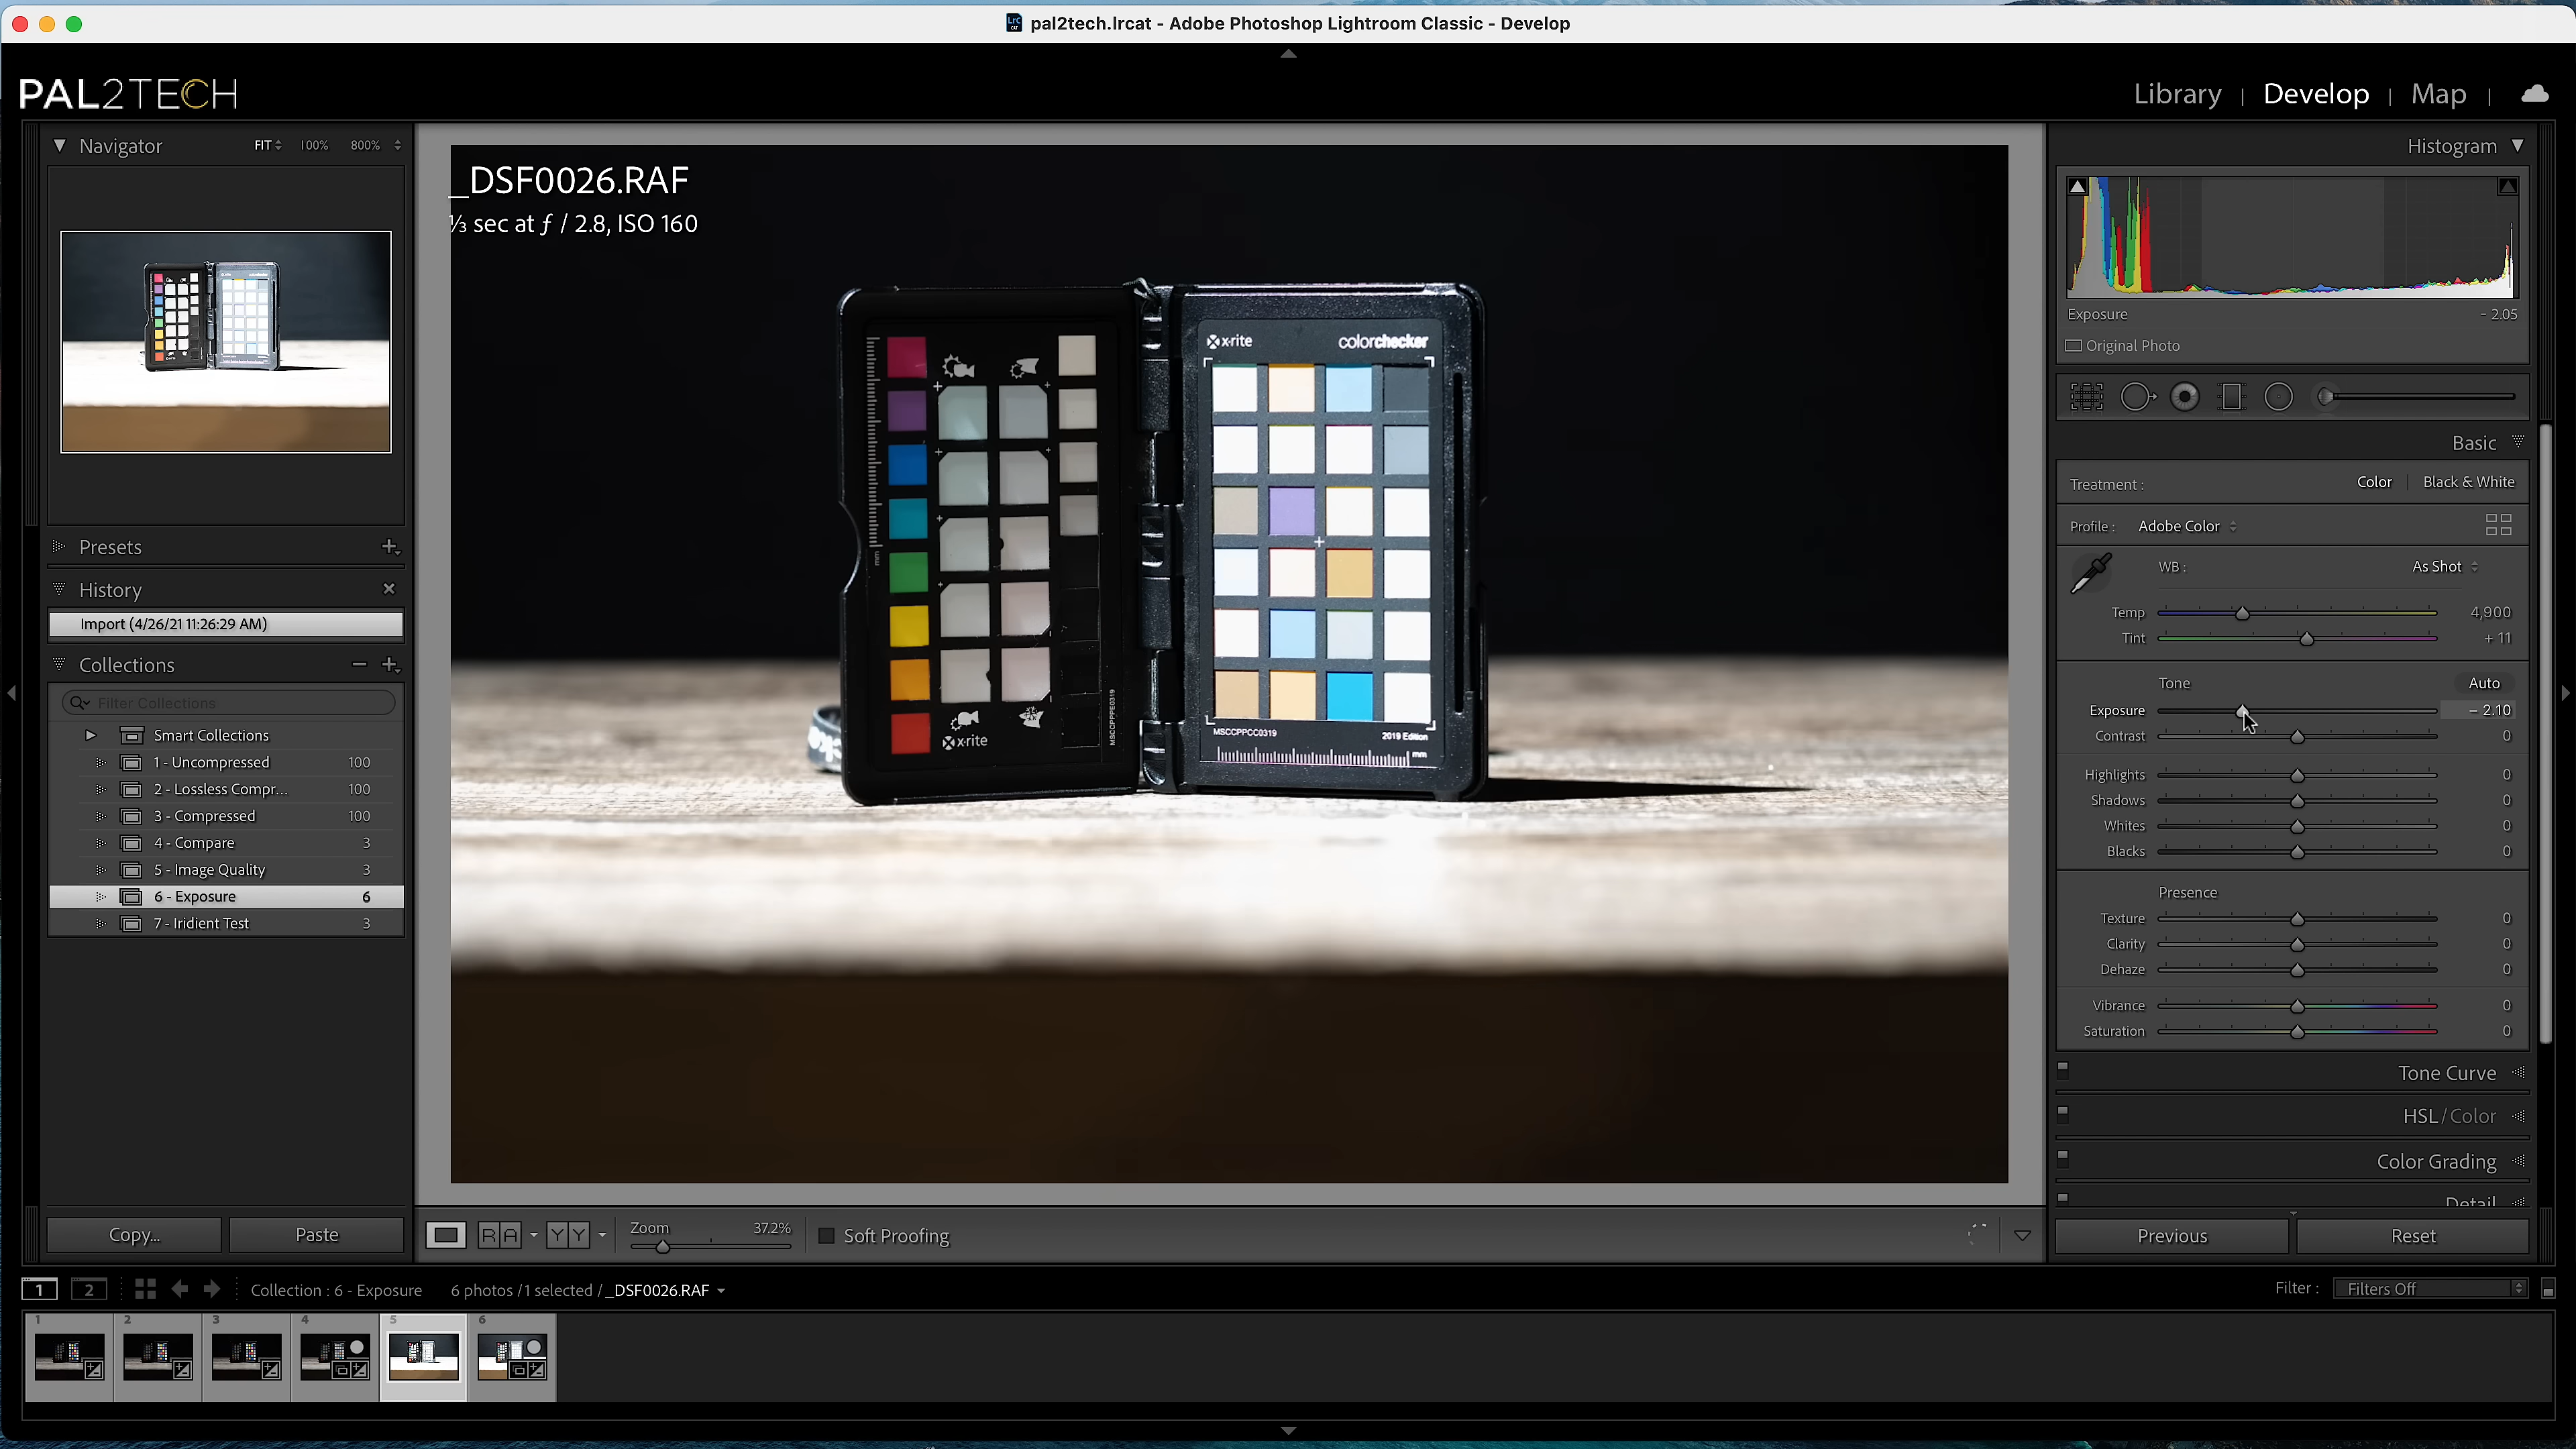 pal2tech.lrcat - Adobe Photoshop Lightroom Classic - Develop
PAL2TECH
Library | Develop | Map |
Navigator FIT 100% 800%
Presets
History
Import (4/26/21 11:26:29 AM)
Collections
Filter Collections
Smart Collections
1 - Uncompressed 100
2 - Lossless Compr... 100
3 - Compressed 100
4 - Compare 3
5 - Image Quality 3
6 - Exposure 6
7 - Iridient Test 3
Copy... Paste
_DSF0026.RAF
⅓ sec at ƒ / 2.8, ISO 160
x-rite colorchecker
mm
MSCCPPPE0319
x-rite
MSCCPPCC0319 2019 Edition
mm
RA YY Zoom 37.2% Soft Proofing
Histogram
Exposure - 2.05
Original Photo
Basic
Treatment : Color Black & White
Profile : Adobe Color
WB : As Shot
Temp 4,900
Tint + 11
Tone Auto
Exposure - 2.10
Contrast 0
Highlights 0
Shadows 0
Whites 0
Blacks 0
Presence
Texture 0
Clarity 0
Dehaze 0
Vibrance 0
Saturation 0
Tone Curve
HSL / Color
Color Grading
Detail
Previous Reset
1 2 Collection : 6 - Exposure 6 photos /1 selected /_DSF0026.RAF Filter : Filters Off
1 2 3 4 5 6